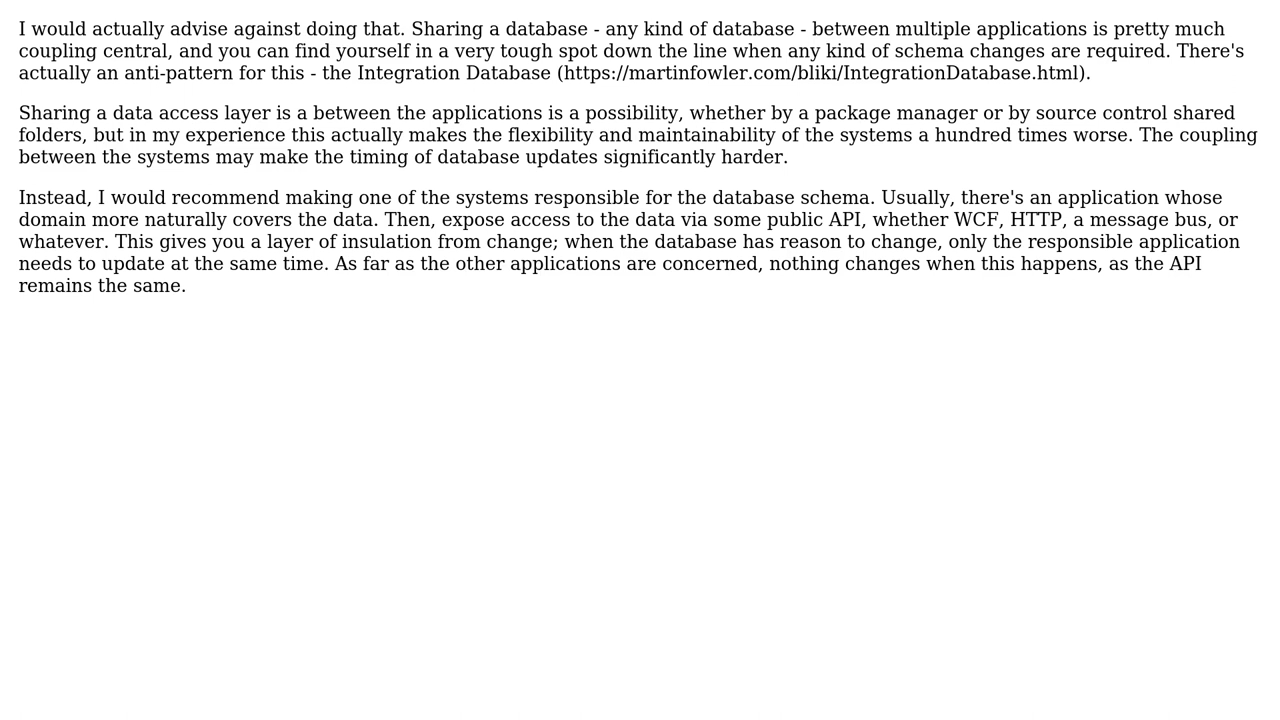 I would actually advise against doing that. Sharing a database - any kind of database - between multiple applications is pretty much
coupling central, and you can find yourself in a very tough spot down the line when any kind of schema changes are required. There's
actually an anti-pattern for this - the Integration Database (https://martinfowler.com/bliki/IntegrationDatabase.html).
Sharing a data access layer is a between the applications is a possibility, whether by a package manager or by source control shared
folders, but in my experience this actually makes the flexibility and maintainability of the systems a hundred times worse. The coupling
between the systems may make the timing of database updates significantly harder.
Instead, I would recommend making one of the systems responsible for the database schema. Usually, there's an application whose
domain more naturally covers the data. Then, expose access to the data via some public API, whether WCF, HTTP, a message bus, or
whatever. This gives you a layer of insulation from change; when the database has reason to change, only the responsible application
needs to update at the same time. As far as the other applications are concerned, nothing changes when this happens, as the API
remains the same.